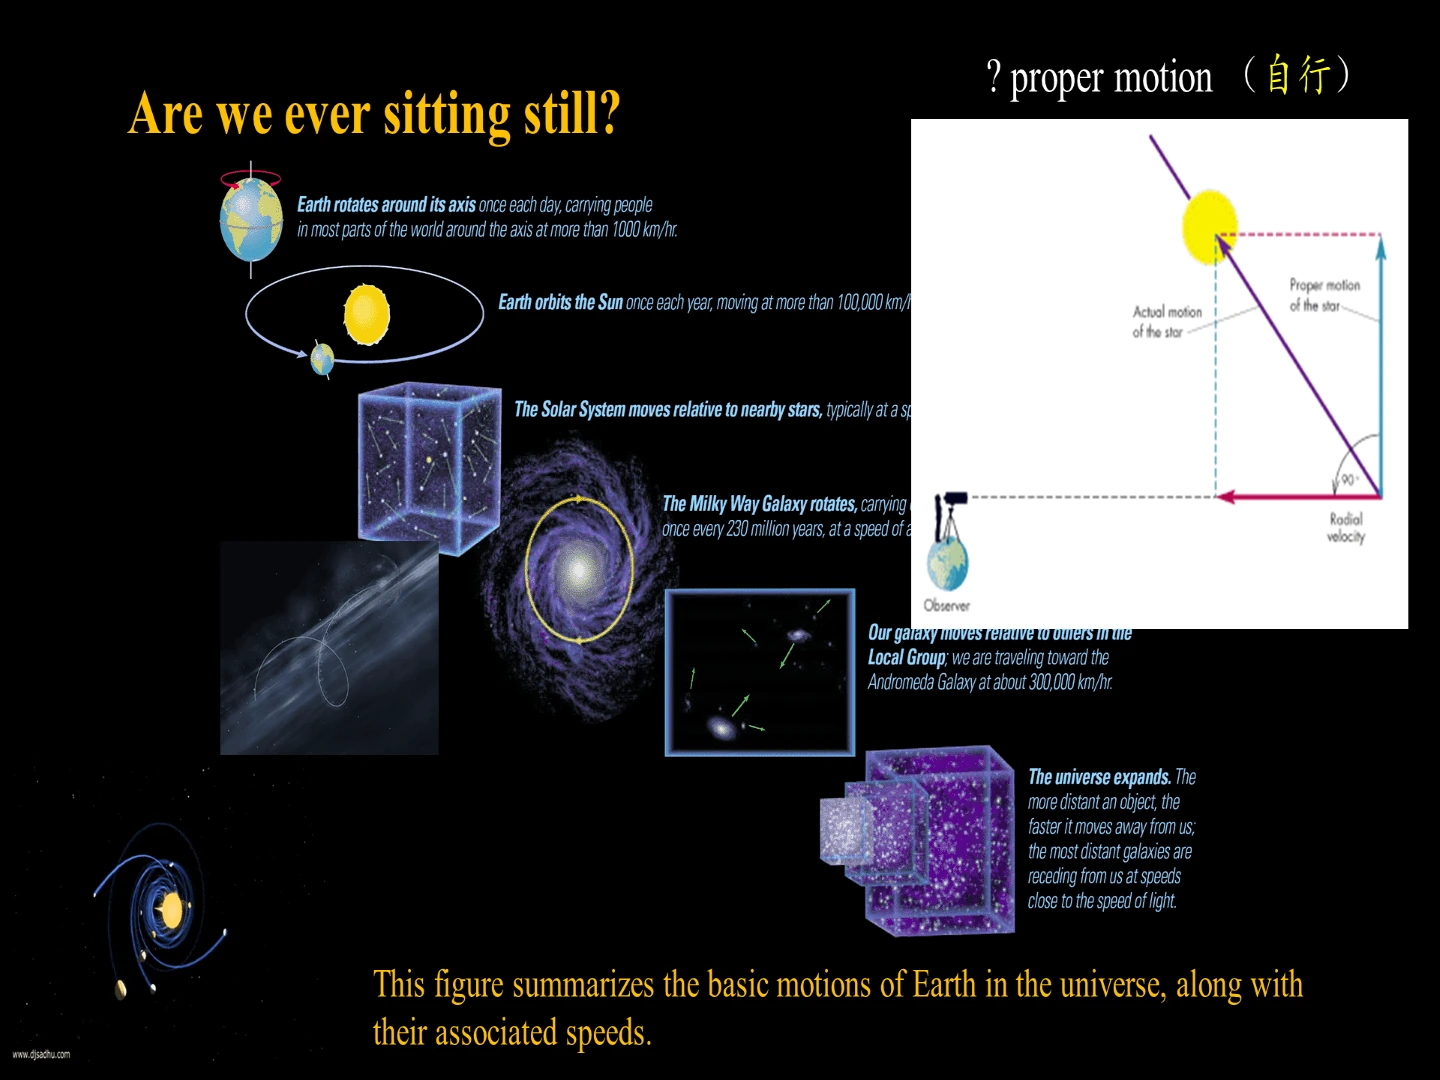 ? proper motion （自行）
Are we ever sitting still?
Earth rotates around its axis once each day, carrying people
in most parts of the world around the axis at more than 1000 km/hr.
Earth orbits the Sun once each year, moving at more than 100,000 km/h
The Solar System moves relative to nearby stars, typically at a sp
The Milky Way Galaxy rotates, carrying
once every 230 million years, at a speed of a
Our galaxy moves relative to others in the
Local Group; we are traveling toward the
Andromeda Galaxy at about 300,000 km/hr.
The universe expands. The
more distant an object, the
faster it moves away from us;
the most distant galaxies are
receding from us at speeds
close to the speed of light.
Proper motion
of the star
Actual motion
of the star
90°
Radial
velocity
Observer
This figure summarizes the basic motions of Earth in the universe, along with
their associated speeds.
www.djsadhu.com